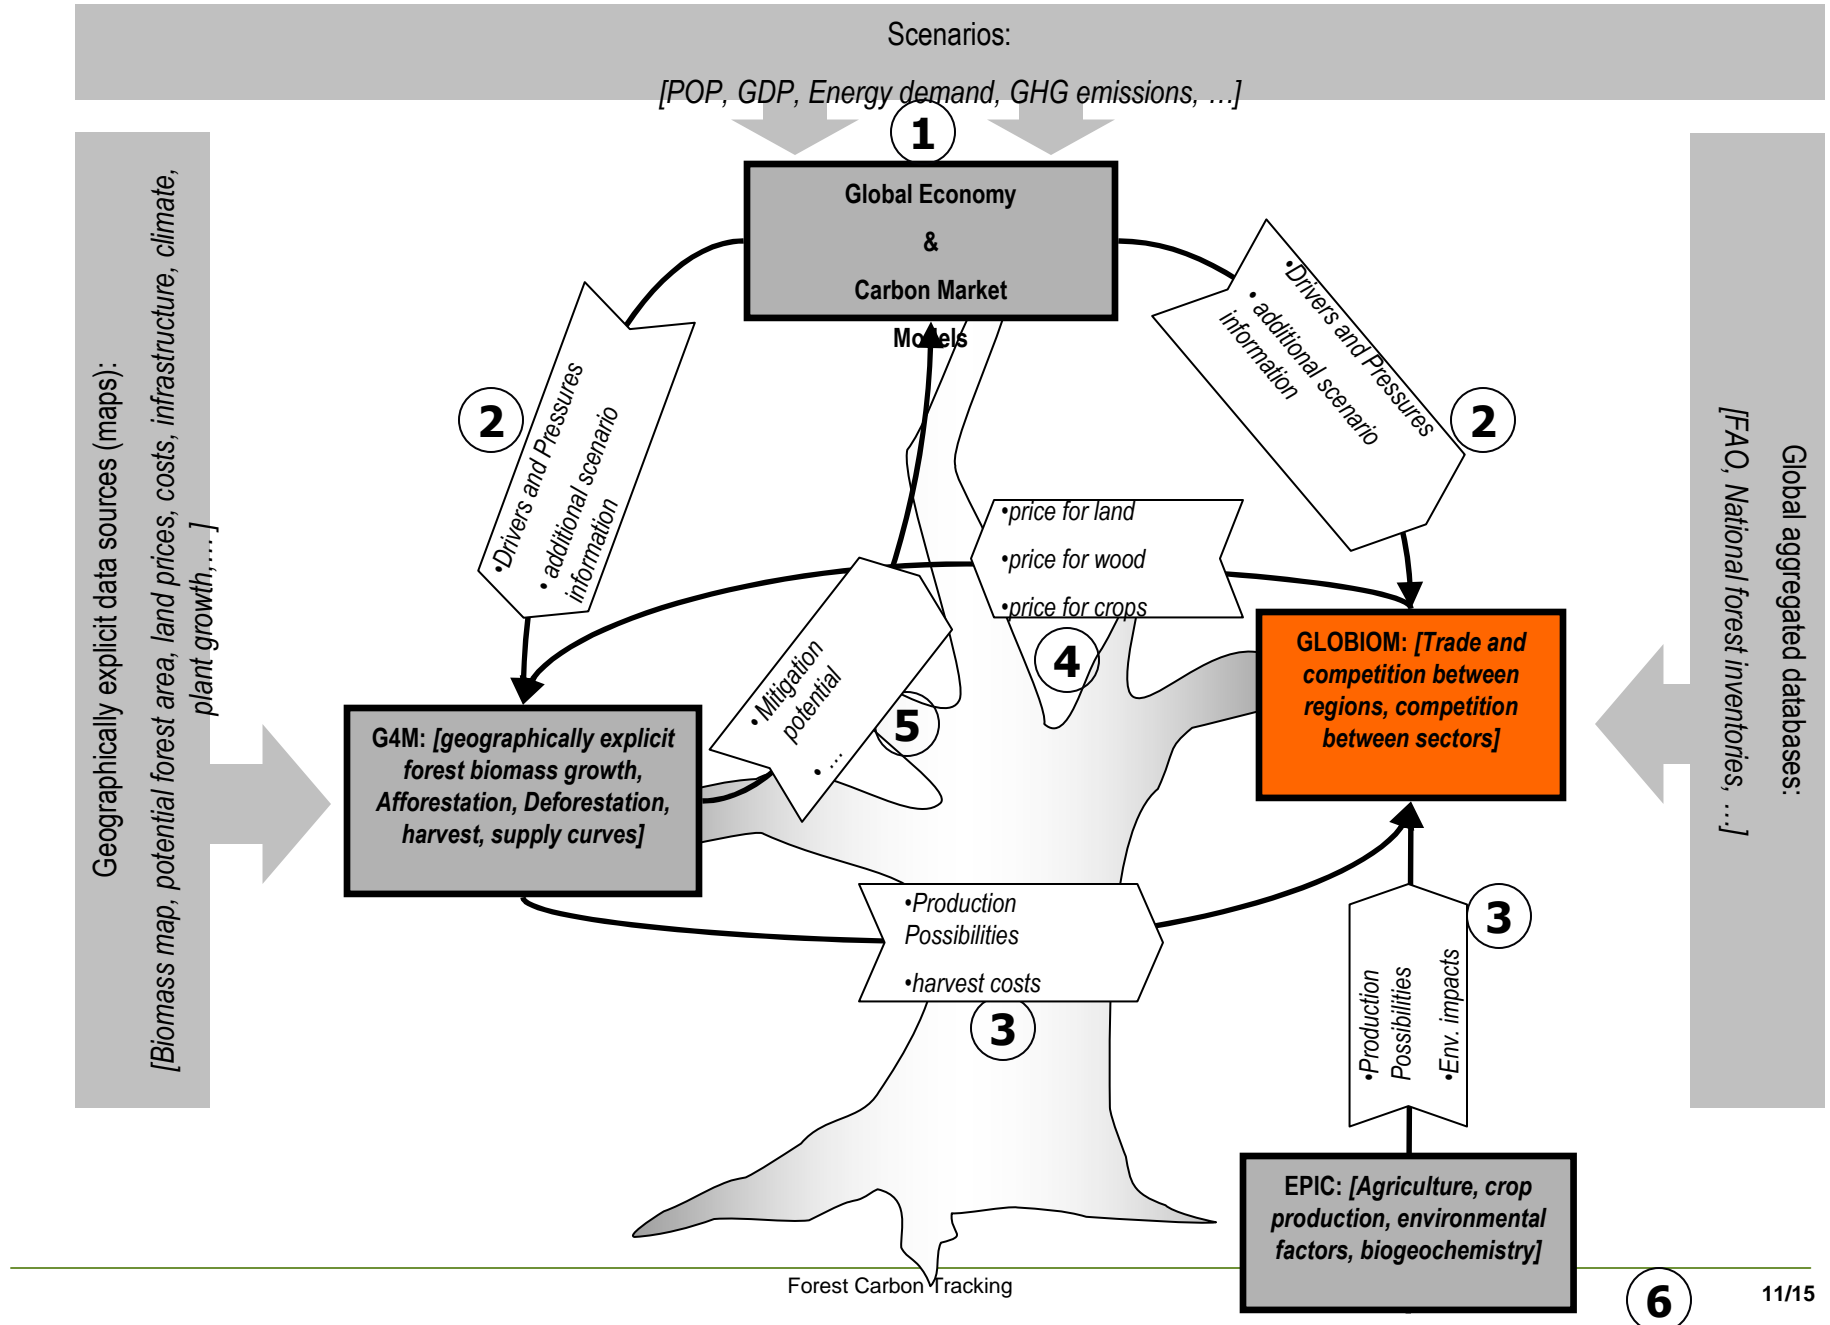 Scenarios:
[POP, GDP, Energy demand, GHG emissions, …]
1
Global Economy
&
Carbon Market
Models
Geographically explicit data sources (maps):
[Biomass map, potential forest area, land prices, costs, infrastructure, climate,
plant growth,…]
2
•Drivers and Pressures
• additional scenario
information
•Drivers and Pressures
• additional scenario
information
2
Global aggregated databases:
[FAO, National forest inventories, …]
•price for land
•price for wood
•price for crops
4
• Mitigation
potential
• …
5
G4M: [geographically explicit
forest biomass growth,
Afforestation, Deforestation,
harvest, supply curves]
GLOBIOM: [Trade and
competition between
regions, competition
between sectors]
•Production
Possibilities
•harvest costs
3
•Production
Possibilities
•Env. impacts
3
EPIC: [Agriculture, crop
production, environmental
factors, biogeochemistry]
Forest Carbon Tracking
6
11/15